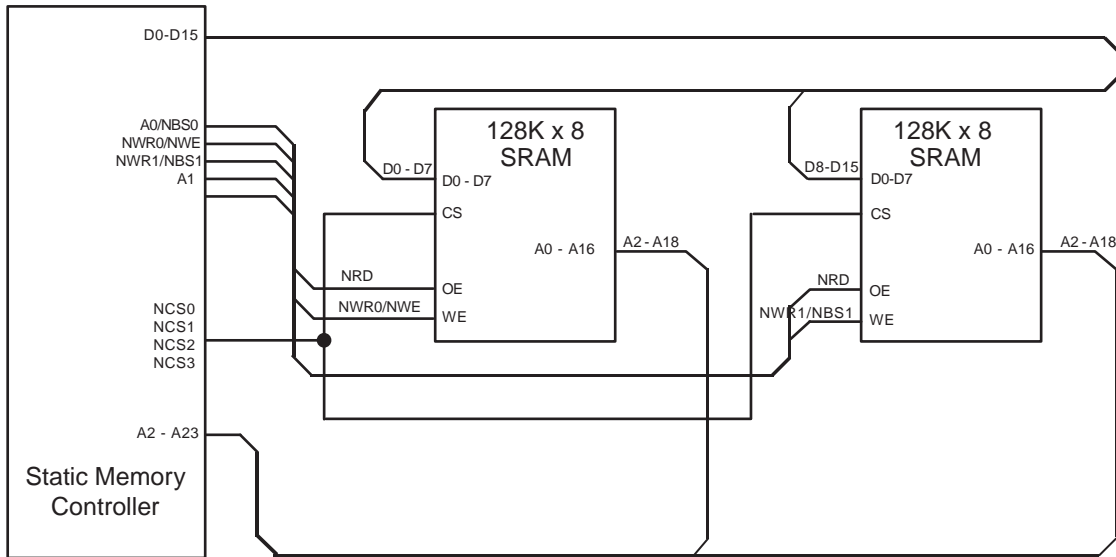 D0-D15
A0/NBS0
NWR0/NWE
NWR1/NBS1
A1
NCS0
NCS1
NCS2
NCS3
A2 - A23
Static Memory
Controller
128K x 8
SRAM
D0 - D7
D0 - D7
CS
A0 - A16
A2 - A18
NRD
OE
NWR0/NWE
WE
128K x 8
SRAM
D8-D15
D0-D7
CS
A0 - A16
A2 - A18
NRD
OE
NWR1/NBS1
WE